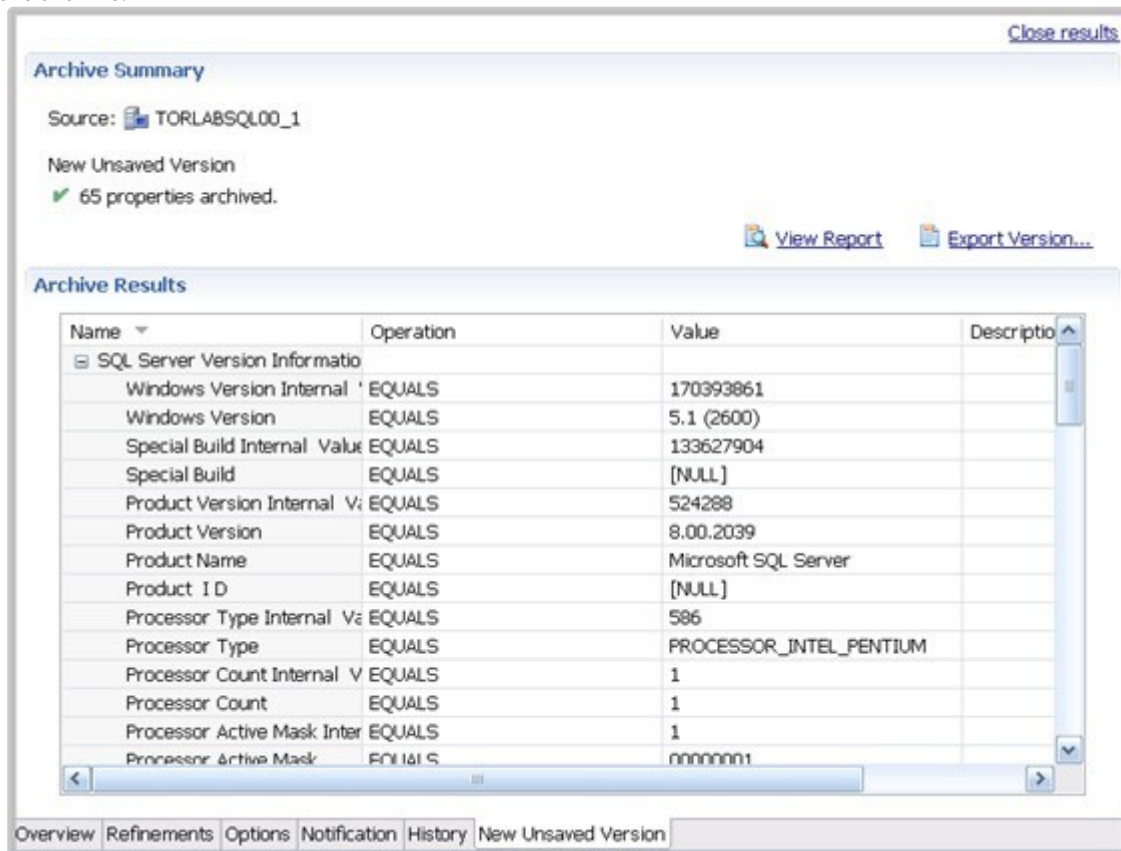 Close results
Archive Summary
Source: TORLABSQL00_1
New Unsaved Version
65 properties archived.
View Report Export Version...
Archive Results
Name Operation Value Descriptio
SQL Server Version Informatio
Windows Version Internal ' EQUALS 170393861
Windows Version EQUALS 5.1 (2600)
Special Build Internal Value EQUALS 133627904
Special Build EQUALS [NULL]
Product Version Internal Va EQUALS 524288
Product Version EQUALS 8.00.2039
Product Name EQUALS Microsoft SQL Server
Product I D EQUALS [NULL]
Processor Type Internal Va EQUALS 586
Processor Type EQUALS PROCESSOR_INTEL_PENTIUM
Processor Count Internal V EQUALS 1
Processor Count EQUALS 1
Processor Active Mask Inter EQUALS 1
Processor Active Mask EQUALS 00000001
Overview Refinements Options Notification History New Unsaved Version